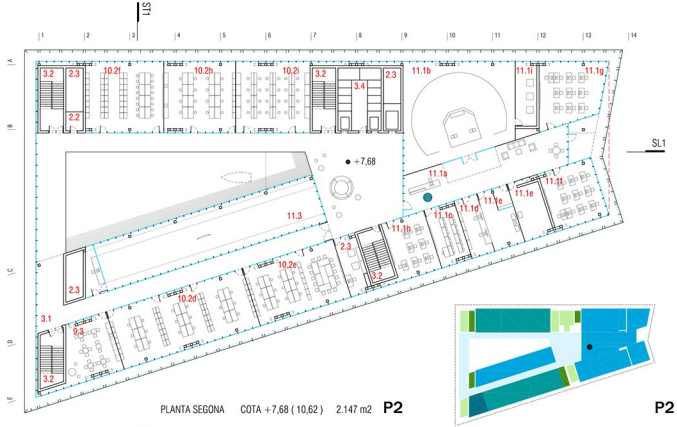 ST1
1 2 3 4 5 6 7 8 9 10 11 12 13 14
A
3.2 2.3 10.2f 10.2h 10.2i 3.2 2.3 11.1b 11.1i 11.1g
3.4
2.2
B
SL1
+7,68
11.1a
11.1f
11.1e
11.1e
11.1d
11.3 11.1c
11.1h
2.3
10.2e 3.2
C
2.3
10.2d
3.1
9.3
D
3.2
E
PLANTA SEGONA COTA +7,68 ( 10,62 ) 2.147 m2 P2
P2